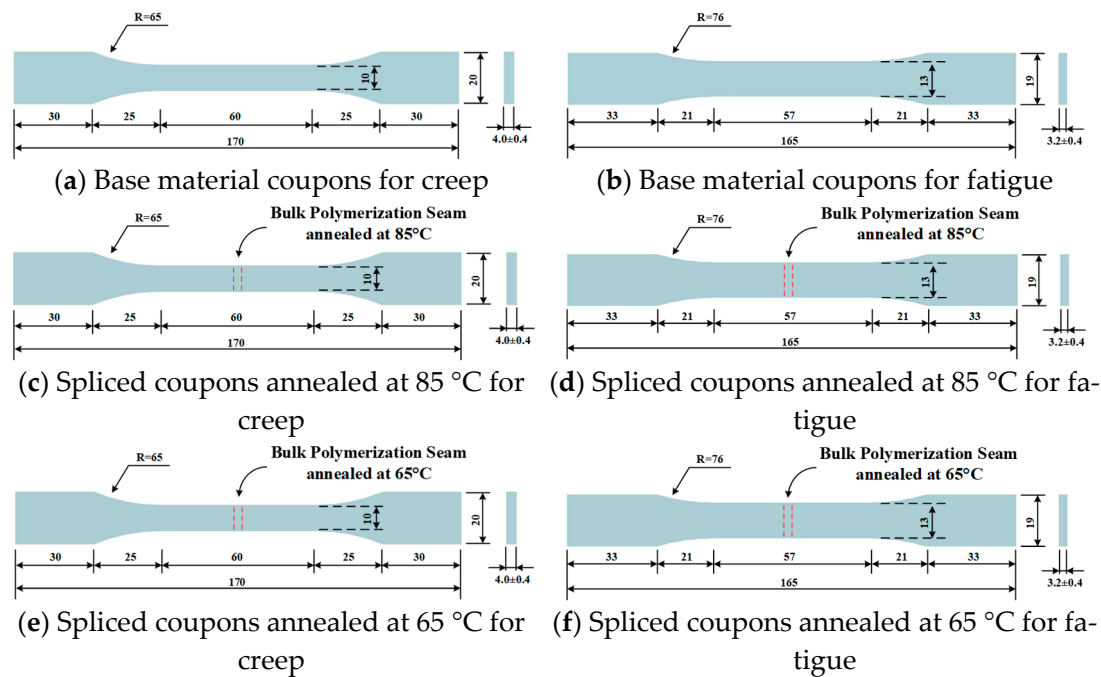 R=65
10
20
30 25 60 25 30
170
4.0±0.4
(a) Base material coupons for creep
R=76
13
19
33 21 57 21 33
165
3.2±0.4
(b) Base material coupons for fatigue
Bulk Polymerization Seam
annealed at 85°C
R=65
10
20
30 25 60 25 30
170
4.0±0.4
(c) Spliced coupons annealed at 85 °C for
creep
Bulk Polymerization Seam
annealed at 85°C
R=76
13
19
33 21 57 21 33
165
3.2±0.4
(d) Spliced coupons annealed at 85 °C for fa-
tigue
Bulk Polymerization Seam
annealed at 65°C
R=65
10
20
30 25 60 25 30
170
4.0±0.4
(e) Spliced coupons annealed at 65 °C for
creep
Bulk Polymerization Seam
annealed at 65°C
R=76
13
19
33 21 57 21 33
165
3.2±0.4
(f) Spliced coupons annealed at 65 °C for fa-
tigue